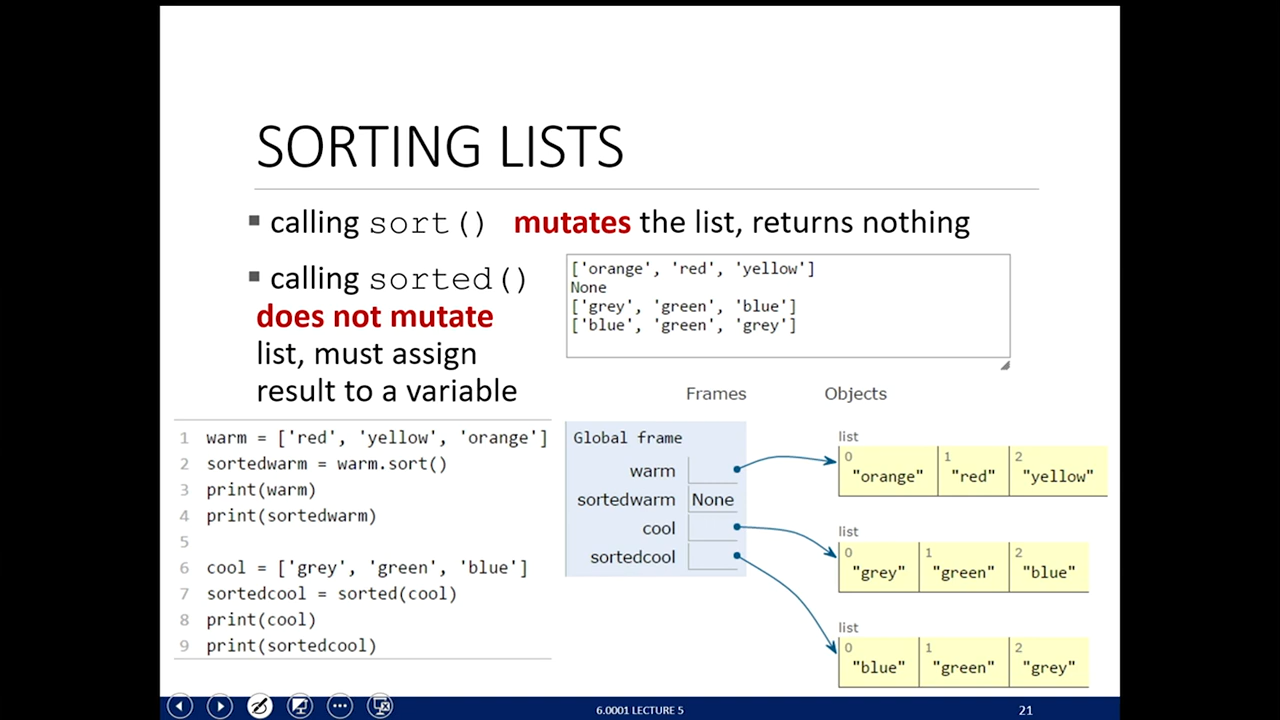 SORTING LISTS
▪ calling sort() mutates the list, returns nothing
▪ calling sorted()
does not mutate
list, must assign
result to a variable
['orange', 'red', 'yellow']
None
['grey', 'green', 'blue']
['blue', 'green', 'grey']
1 warm = ['red', 'yellow', 'orange']
2 sortedwarm = warm.sort()
3 print(warm)
4 print(sortedwarm)
5
6 cool = ['grey', 'green', 'blue']
7 sortedcool = sorted(cool)
8 print(cool)
9 print(sortedcool)
Frames Objects
Global frame
warm
sortedwarm None
cool
sortedcool
list
0 1 2
"orange" "red" "yellow"
list
0 1 2
"grey" "green" "blue"
list
0 1 2
"blue" "green" "grey"
6.0001 LECTURE 5
21